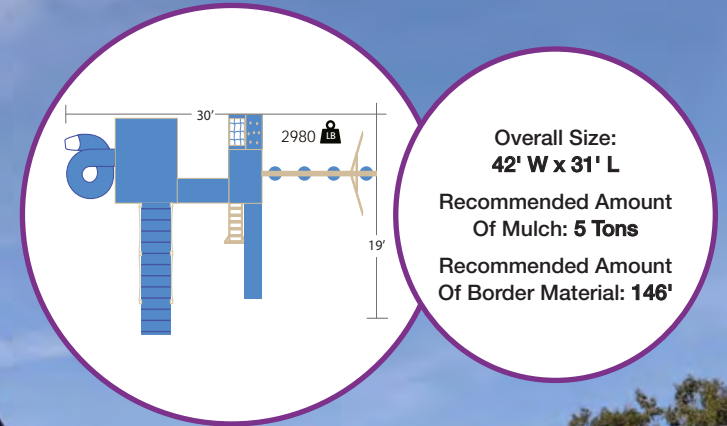 30'
2980 LB
19'
Overall Size:
42' W x 31' L
Recommended Amount
Of Mulch: 5 Tons
Recommended Amount
Of Border Material: 146'